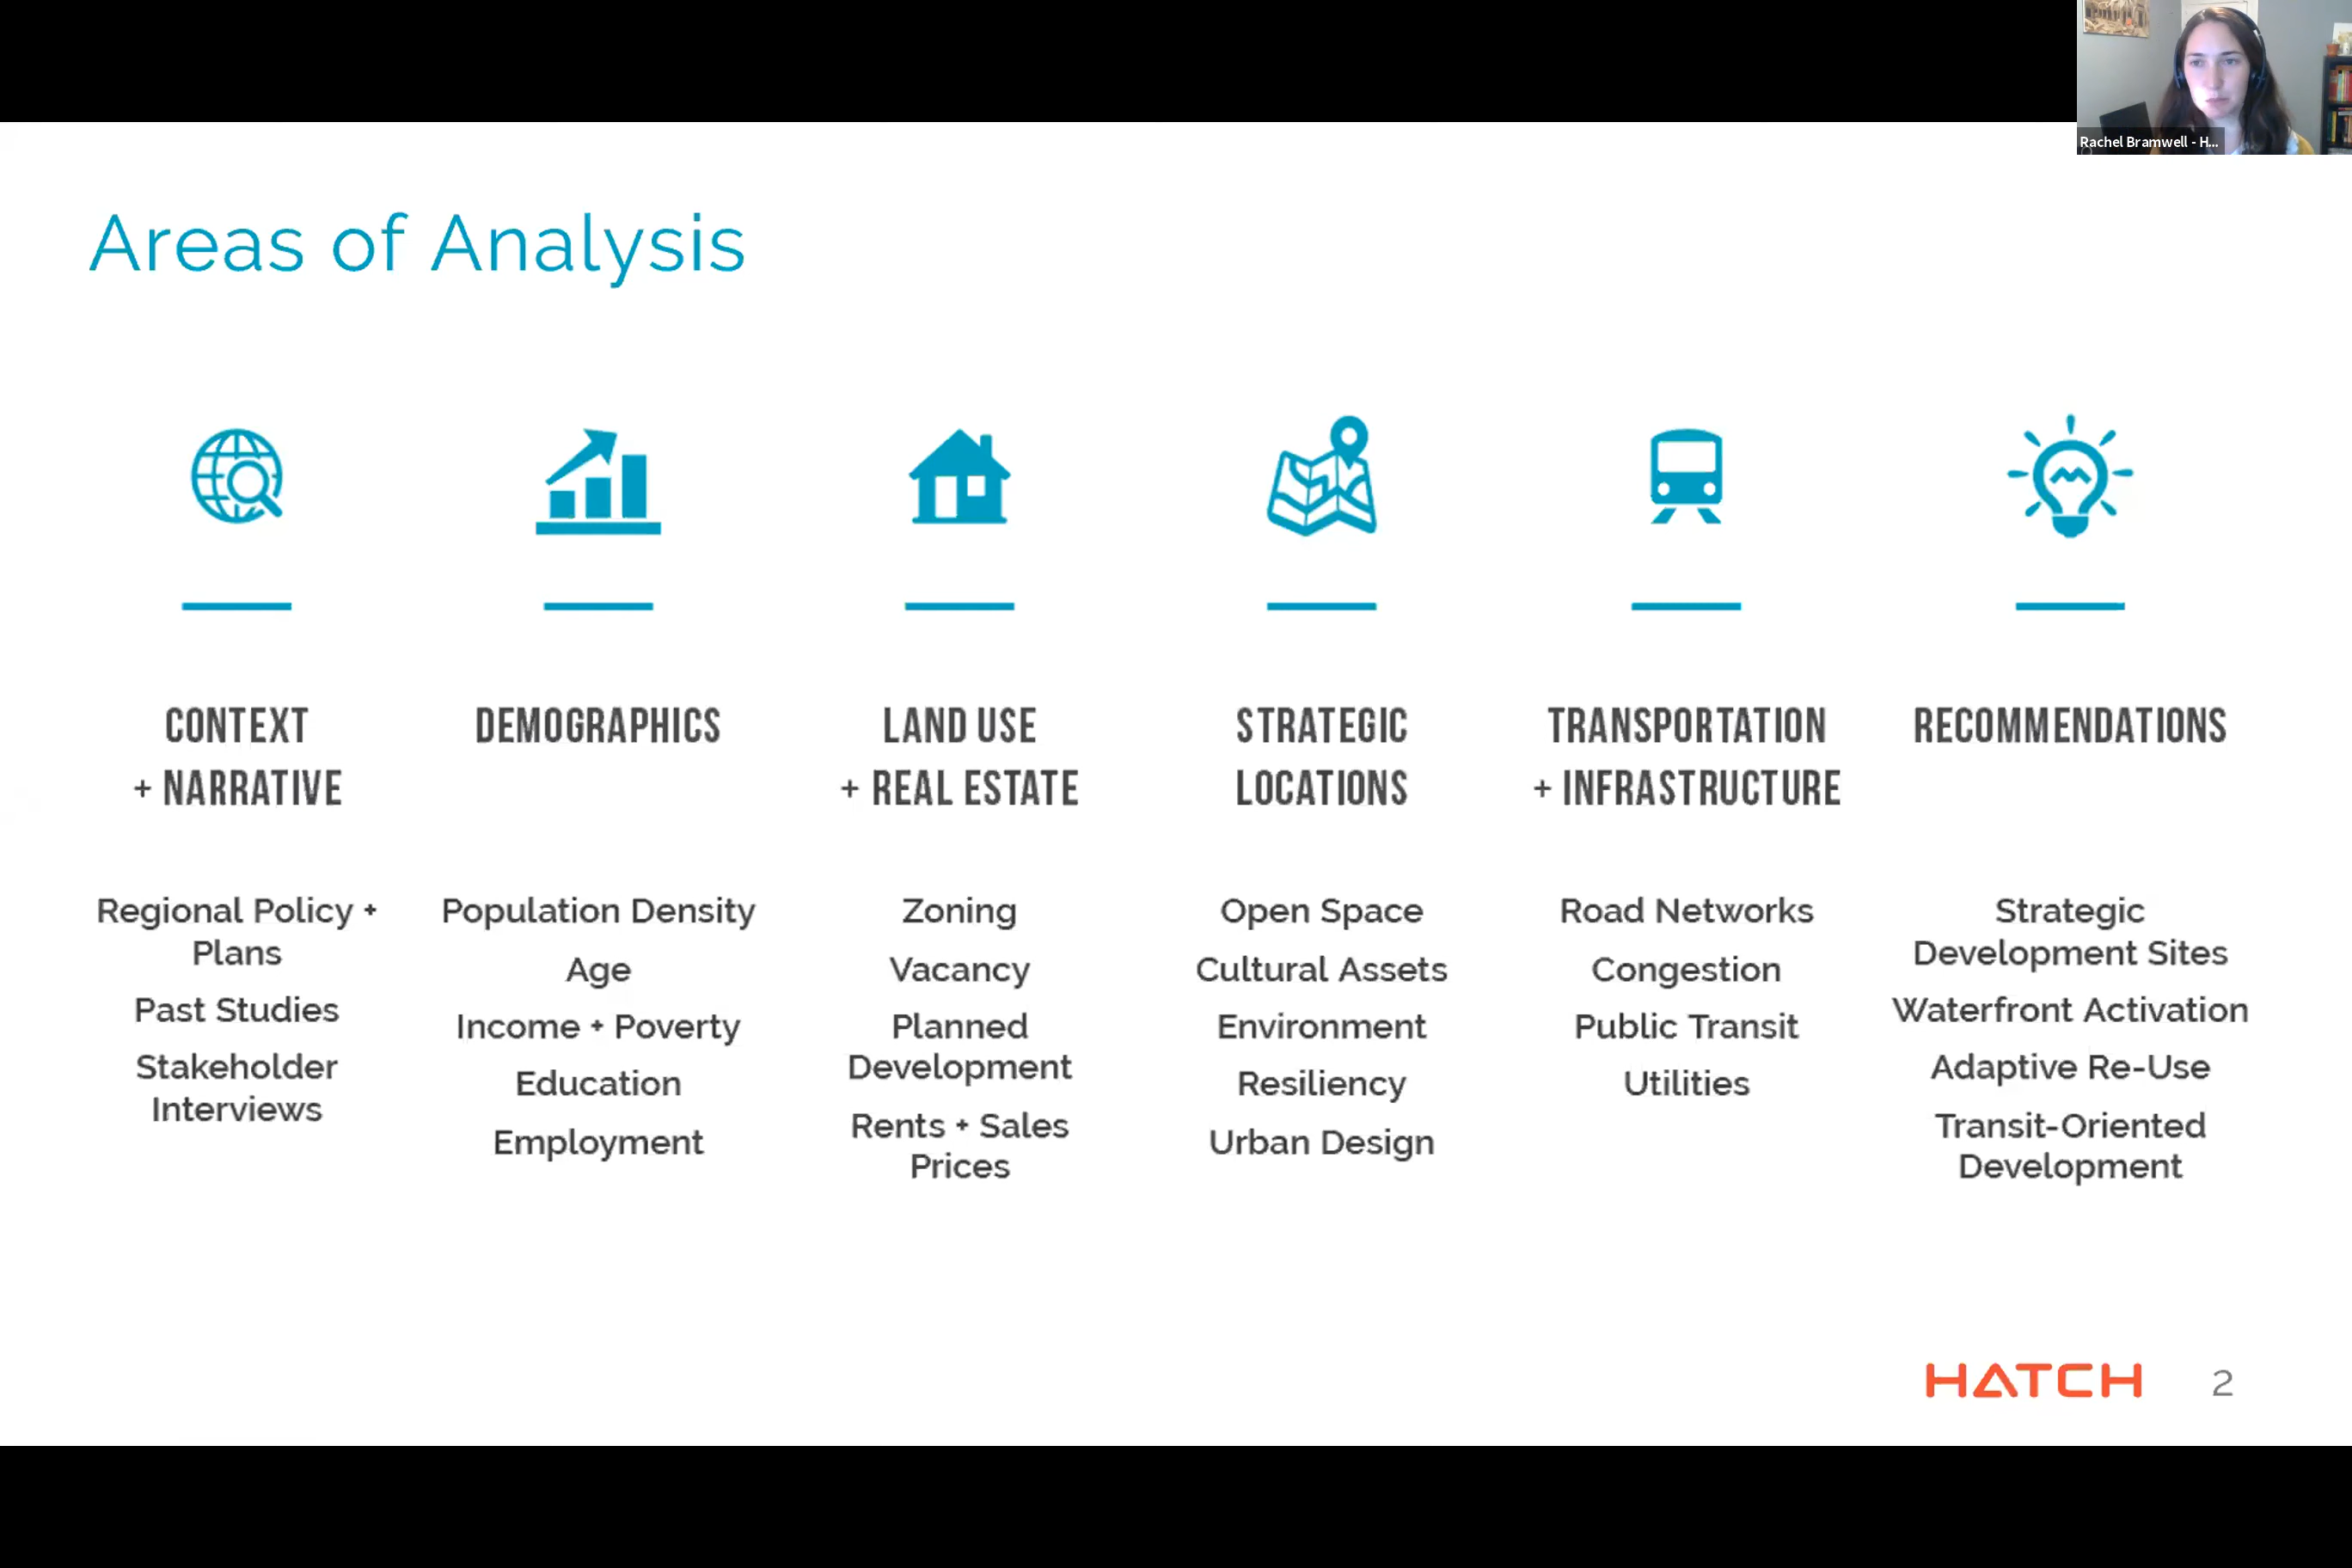 Rachel Bramwell - H...
Areas of Analysis
CONTEXT
+ NARRATIVE
Regional Policy +
Plans
Past Studies
Stakeholder
Interviews
DEMOGRAPHICS
Population Density
Age
Income + Poverty
Education
Employment
LAND USE
+ REAL ESTATE
Zoning
Vacancy
Planned
Development
Rents + Sales
Prices
STRATEGIC
LOCATIONS
Open Space
Cultural Assets
Environment
Resiliency
Urban Design
TRANSPORTATION
+ INFRASTRUCTURE
Road Networks
Congestion
Public Transit
Utilities
RECOMMENDATIONS
Strategic
Development Sites
Waterfront Activation
Adaptive Re-Use
Transit-Oriented
Development
HATCH
2